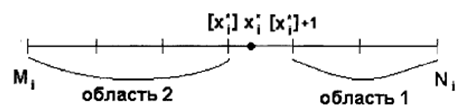 [x'i] x'i [x'i]+1
Mi Ni
область 2 область 1